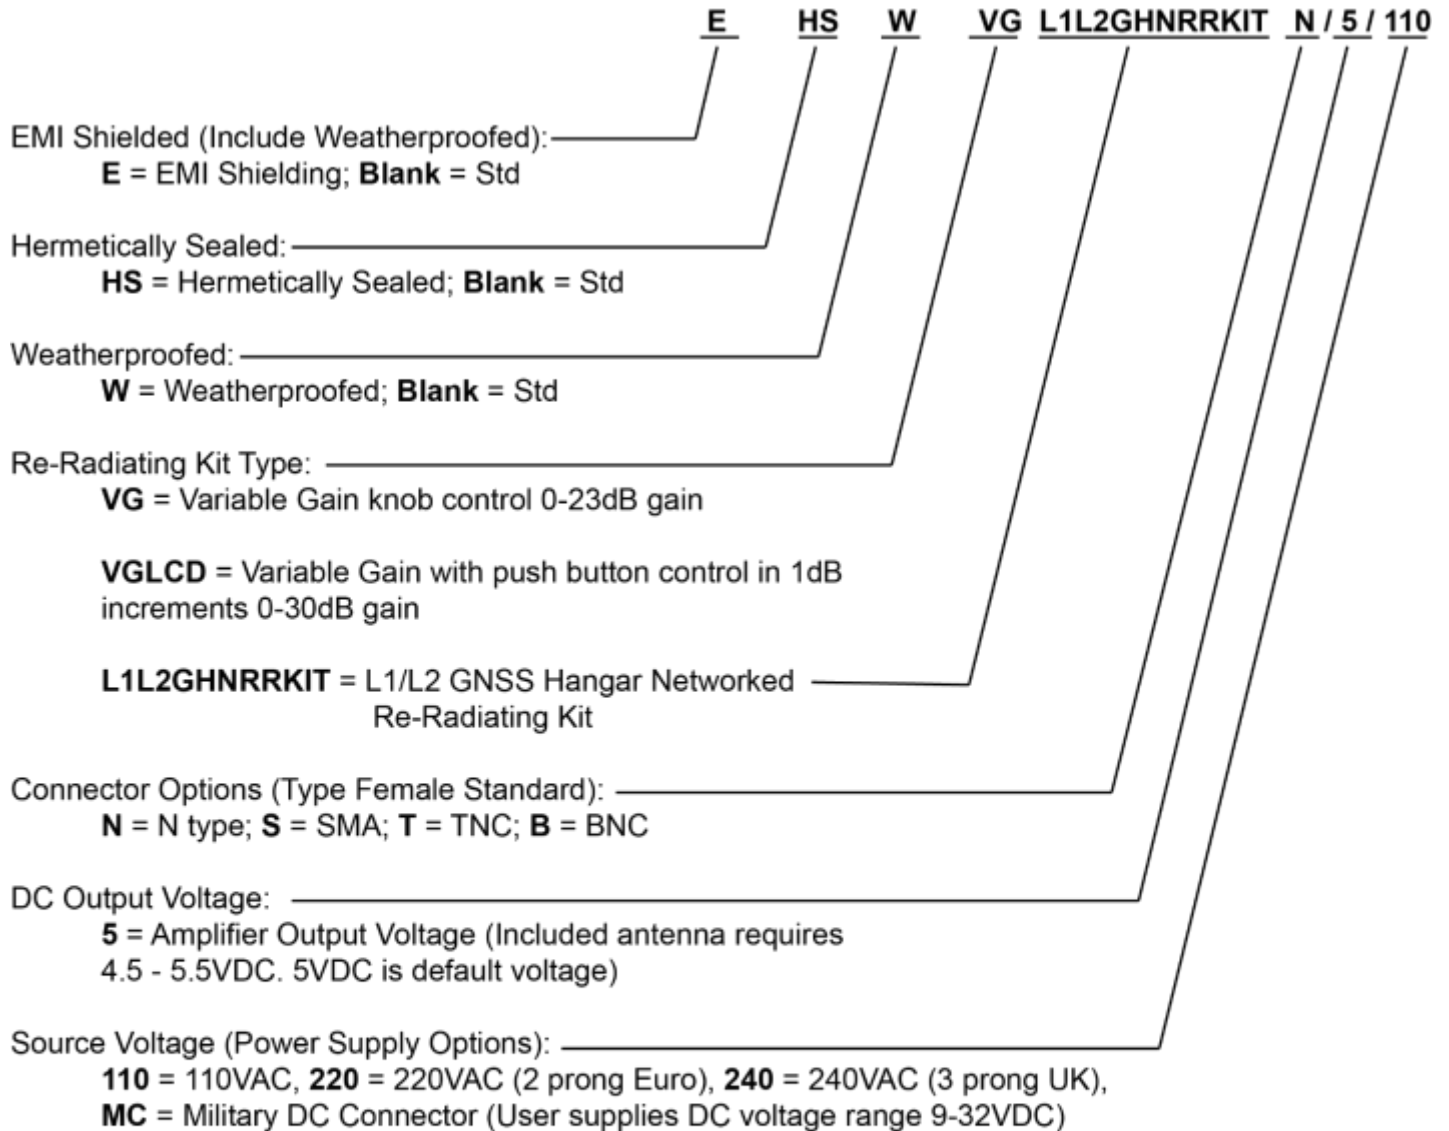 E HS W VG L1L2GHNRRKIT N / 5 / 110
EMI Shielded (Include Weatherproofed):
E = EMI Shielding; Blank = Std
Hermetically Sealed:
HS = Hermetically Sealed; Blank = Std
Weatherproofed:
W = Weatherproofed; Blank = Std
Re-Radiating Kit Type:
VG = Variable Gain knob control 0-23dB gain
VGLCD = Variable Gain with push button control in 1dB
increments 0-30dB gain
L1L2GHNRRKIT = L1/L2 GNSS Hangar Networked
Re-Radiating Kit
Connector Options (Type Female Standard):
N = N type; S = SMA; T = TNC; B = BNC
DC Output Voltage:
5 = Amplifier Output Voltage (Included antenna requires
4.5 - 5.5VDC. 5VDC is default voltage)
Source Voltage (Power Supply Options):
110 = 110VAC, 220 = 220VAC (2 prong Euro), 240 = 240VAC (3 prong UK),
MC = Military DC Connector (User supplies DC voltage range 9-32VDC)